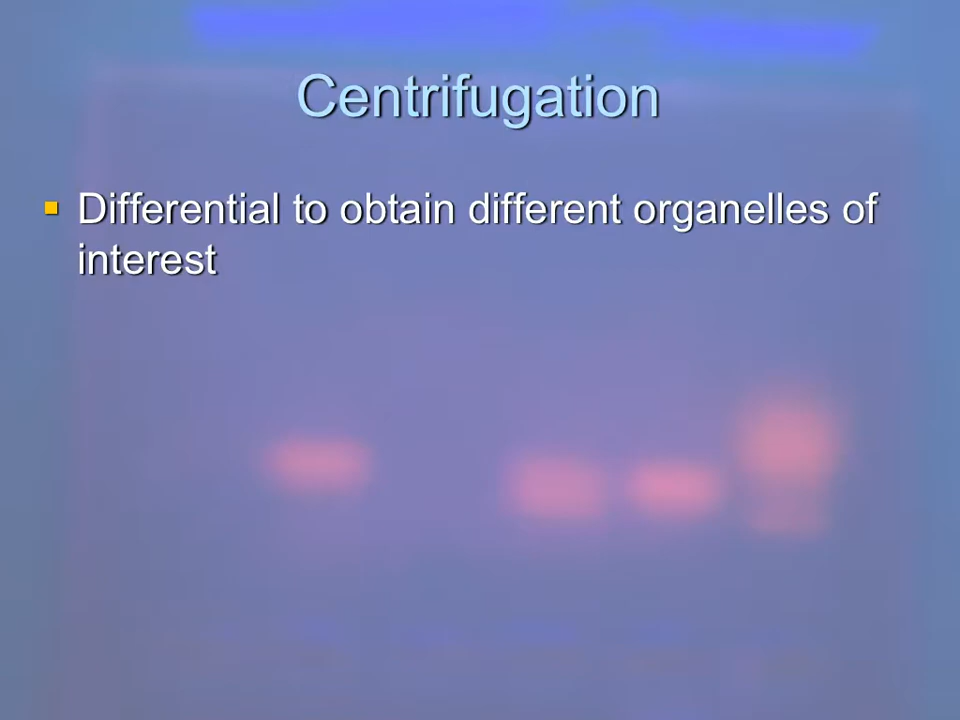 Centrifugation
Differential to obtain different organelles of
interest